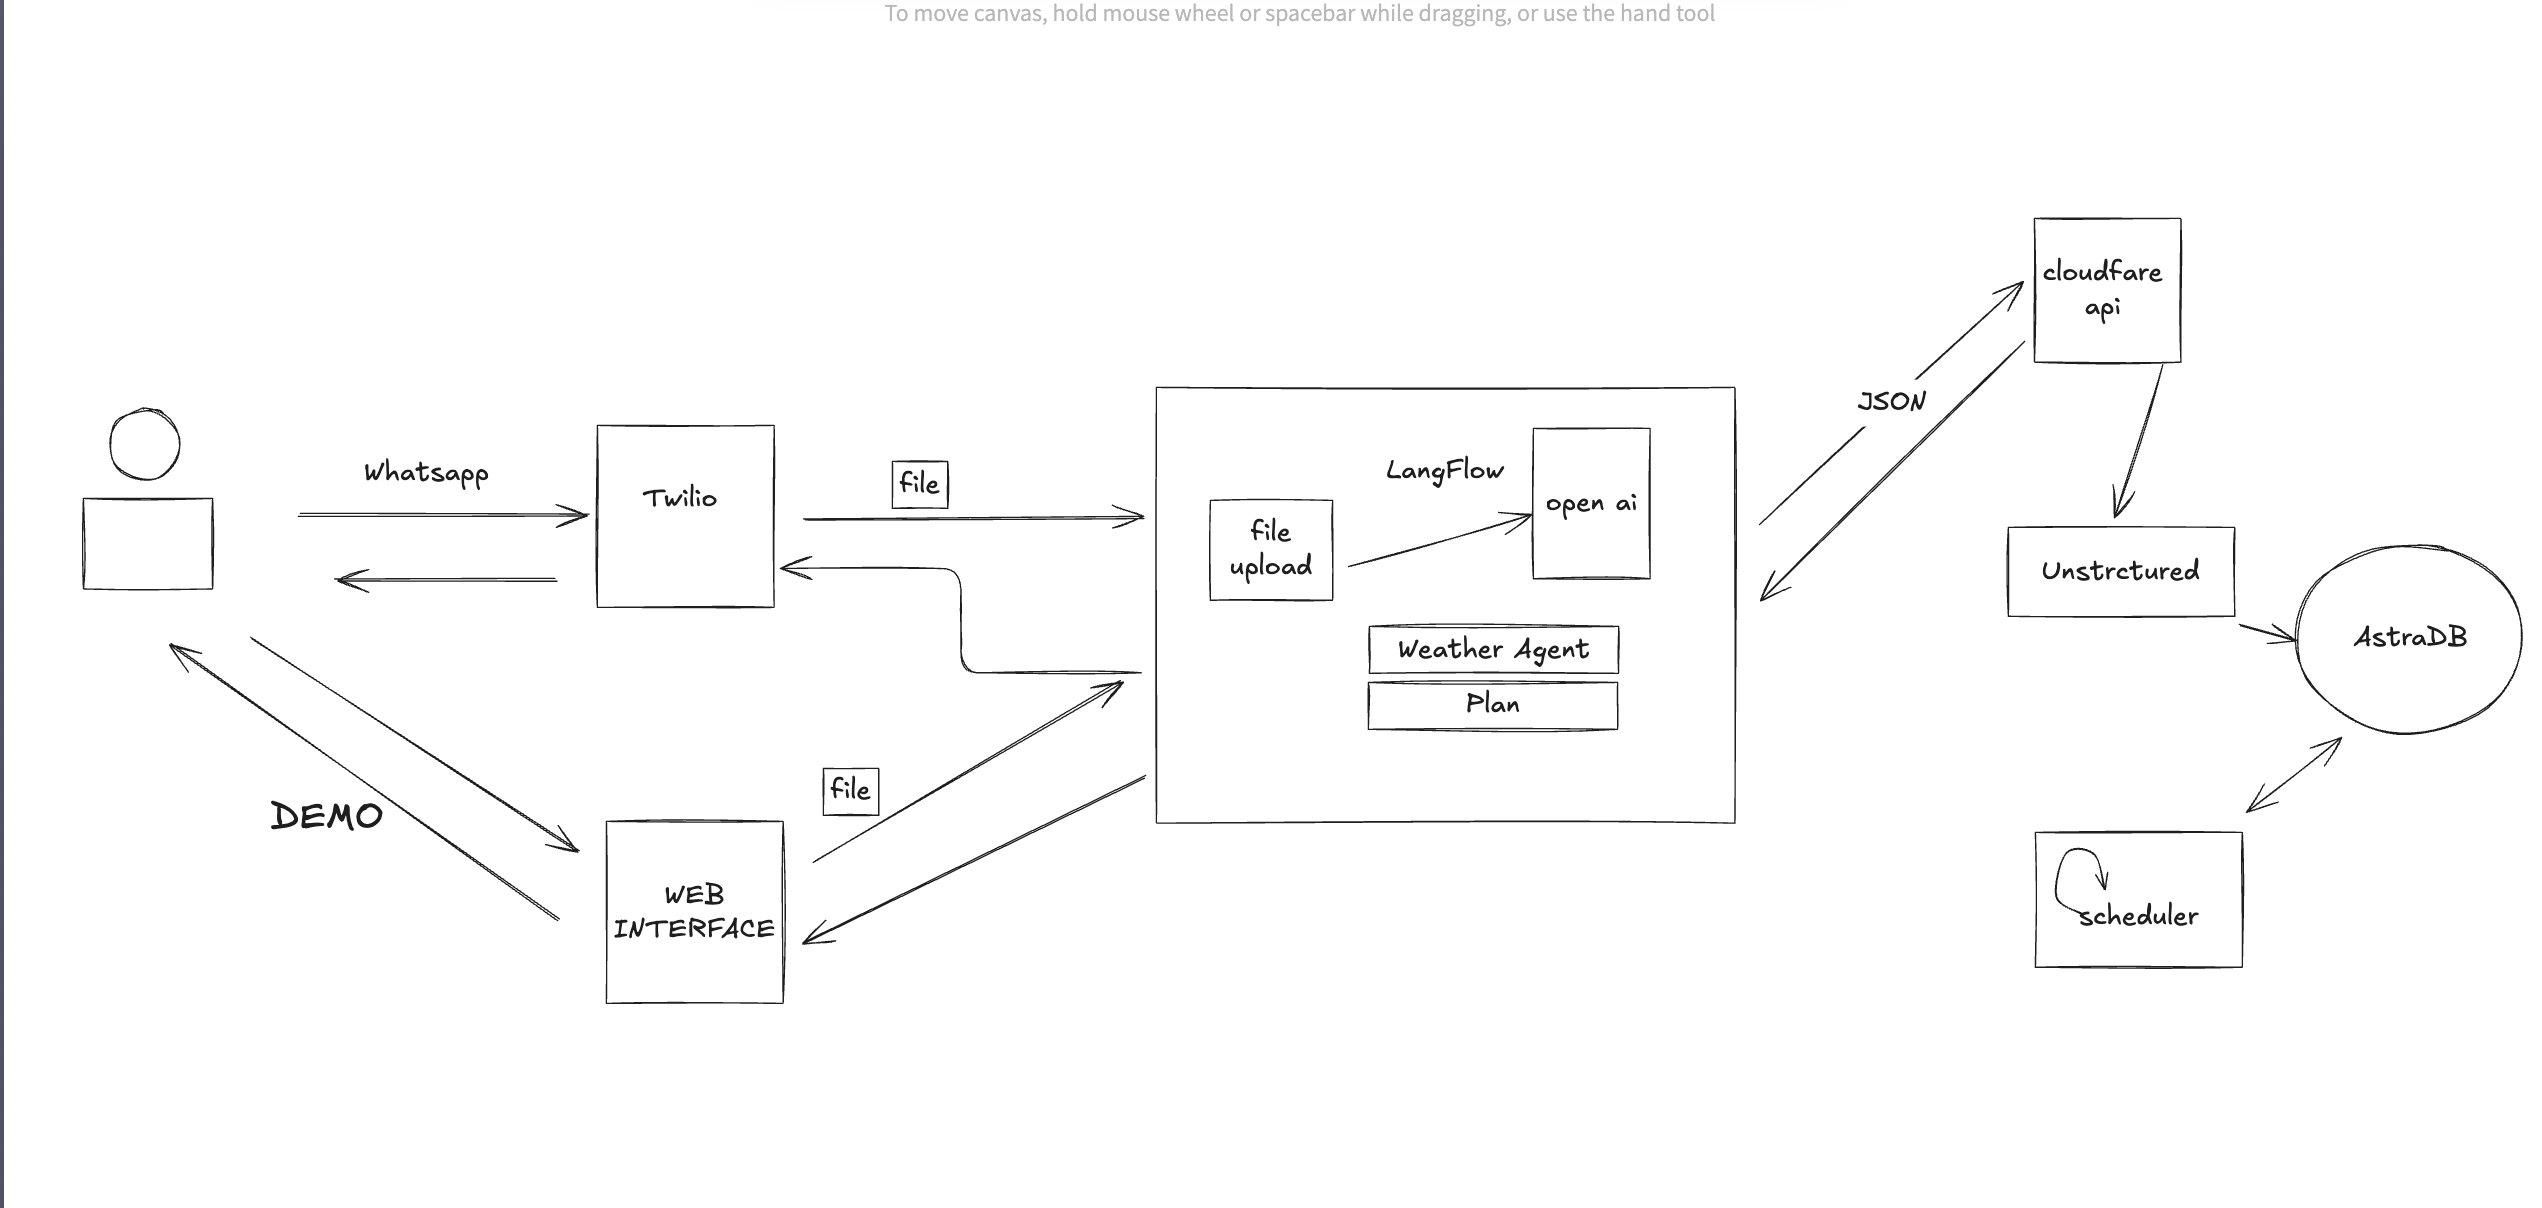 To move canvas, hold mouse wheel or spacebar while dragging, or use the hand tool
Whatsapp
Twilio
file
LangFlow
file
upload
open ai
Weather Agent
Plan
JSON
cloudfare
api
Unstrctured
AstraDB
scheduler
DEMO
file
WEB
INTERFACE